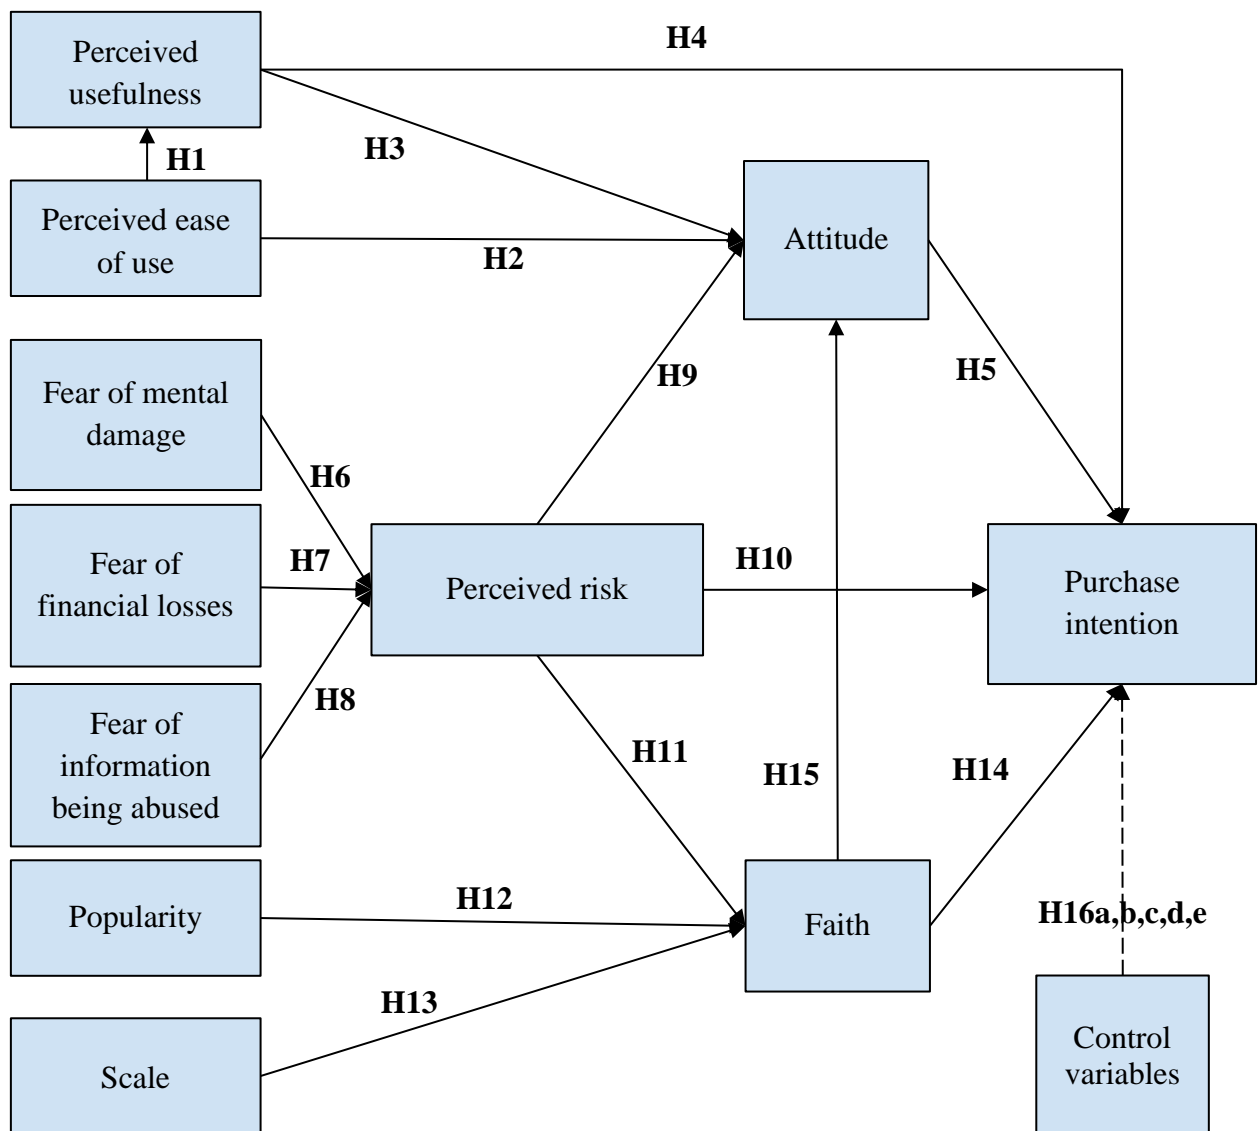 H4
Perceived
usefulness
H3
H1
Perceived ease
of use
H2
Attitude
Fear of mental
damage
H9
H5
H6
Fear of
financial losses
H7
Perceived risk
H10
Purchase
intention
Fear of
information
being abused
H8
H11
H15
H14
Popularity
H12
Faith
H16a,b,c,d,e
H13
Scale
Control
variables